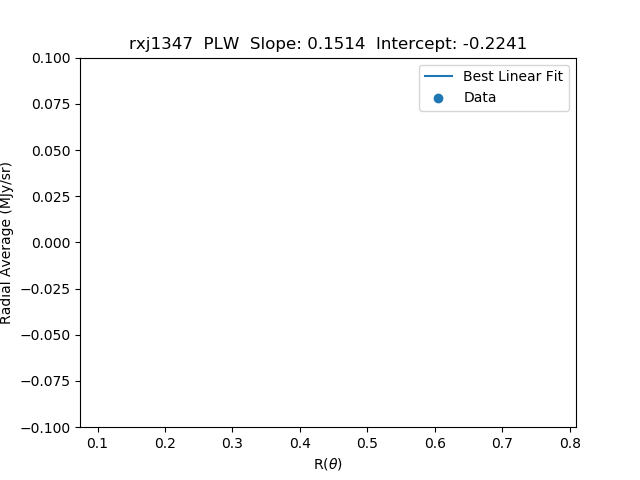 rxj1347 PLW Slope: 0.1514 Intercept: -0.2241
Best Linear Fit
Data
Radial Average (MJy/sr)
0.100
0.075
0.050
0.025
0.000
−0.025
−0.050
−0.075
−0.100
0.1 0.2 0.3 0.4 0.5 0.6 0.7 0.8
R(θ)